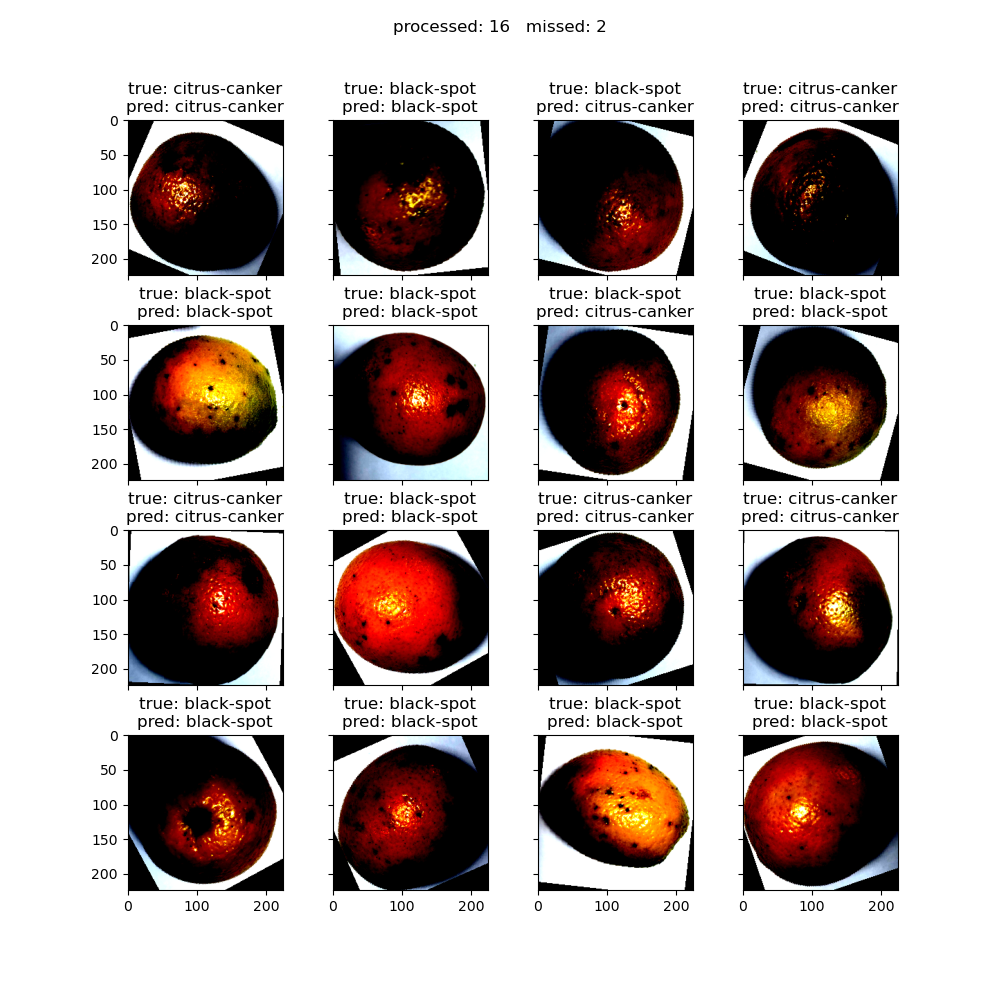 processed: 16   missed: 2
true: citrus-canker
pred: citrus-canker
true: black-spot
pred: black-spot
true: black-spot
pred: citrus-canker
true: citrus-canker
pred: citrus-canker
0
50
100
150
200
true: black-spot
pred: black-spot
true: black-spot
pred: black-spot
true: black-spot
pred: citrus-canker
true: black-spot
pred: black-spot
0
50
100
150
200
true: citrus-canker
pred: citrus-canker
true: black-spot
pred: black-spot
true: citrus-canker
pred: citrus-canker
true: citrus-canker
pred: citrus-canker
0
50
100
150
200
true: black-spot
pred: black-spot
true: black-spot
pred: black-spot
true: black-spot
pred: black-spot
true: black-spot
pred: black-spot
0
50
100
150
200
0 100 200
0 100 200
0 100 200
0 100 200